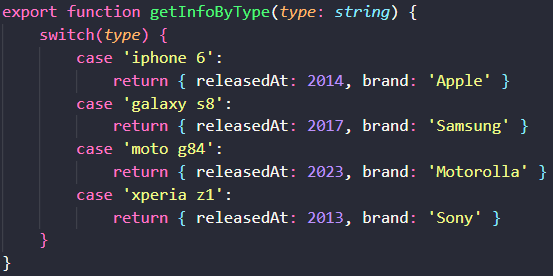 export function getInfoByType(type: string) {
    switch(type) {
        case 'iphone 6':
            return { releasedAt: 2014, brand: 'Apple' }
        case 'galaxy s8':
            return { releasedAt: 2017, brand: 'Samsung' }
        case 'moto g84':
            return { releasedAt: 2023, brand: 'Motorolla' }
        case 'xperia z1':
            return { releasedAt: 2013, brand: 'Sony' }
    }
}